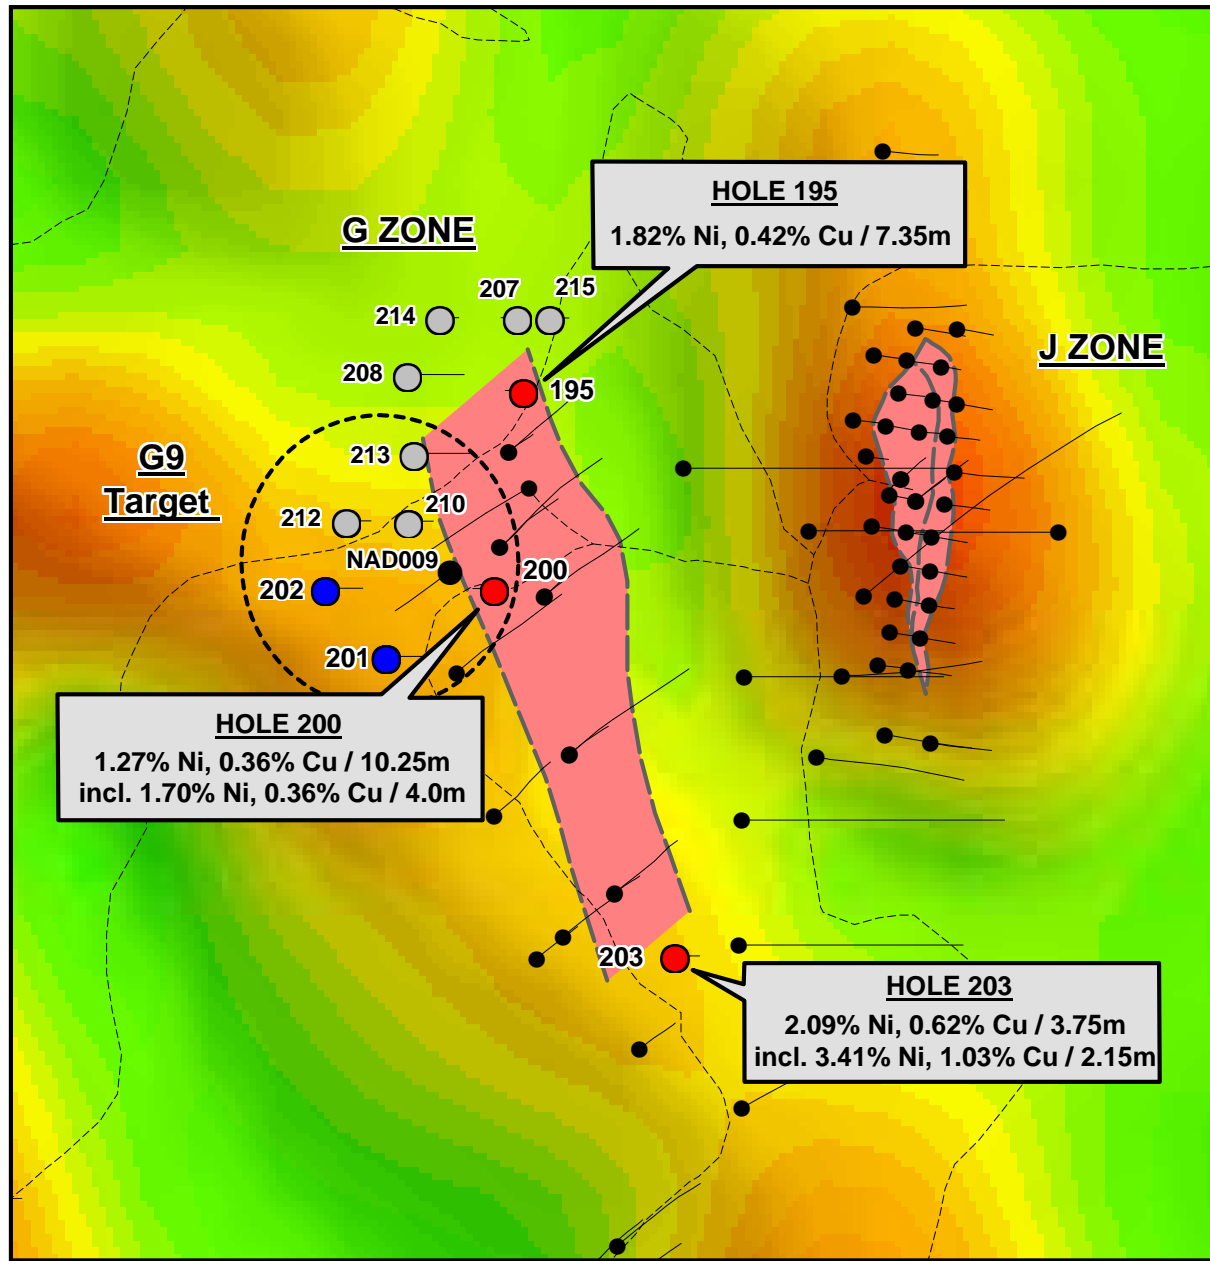 HOLE 195
1.82% Ni, 0.42% Cu / 7.35m
G ZONE
207
215
214
J ZONE
208
195
G9
Target
213
212
210
NAD009
200
202
201
HOLE 200
1.27% Ni, 0.36% Cu / 10.25m
incl. 1.70% Ni, 0.36% Cu / 4.0m
203
HOLE 203
2.09% Ni, 0.62% Cu / 3.75m
incl. 3.41% Ni, 1.03% Cu / 2.15m